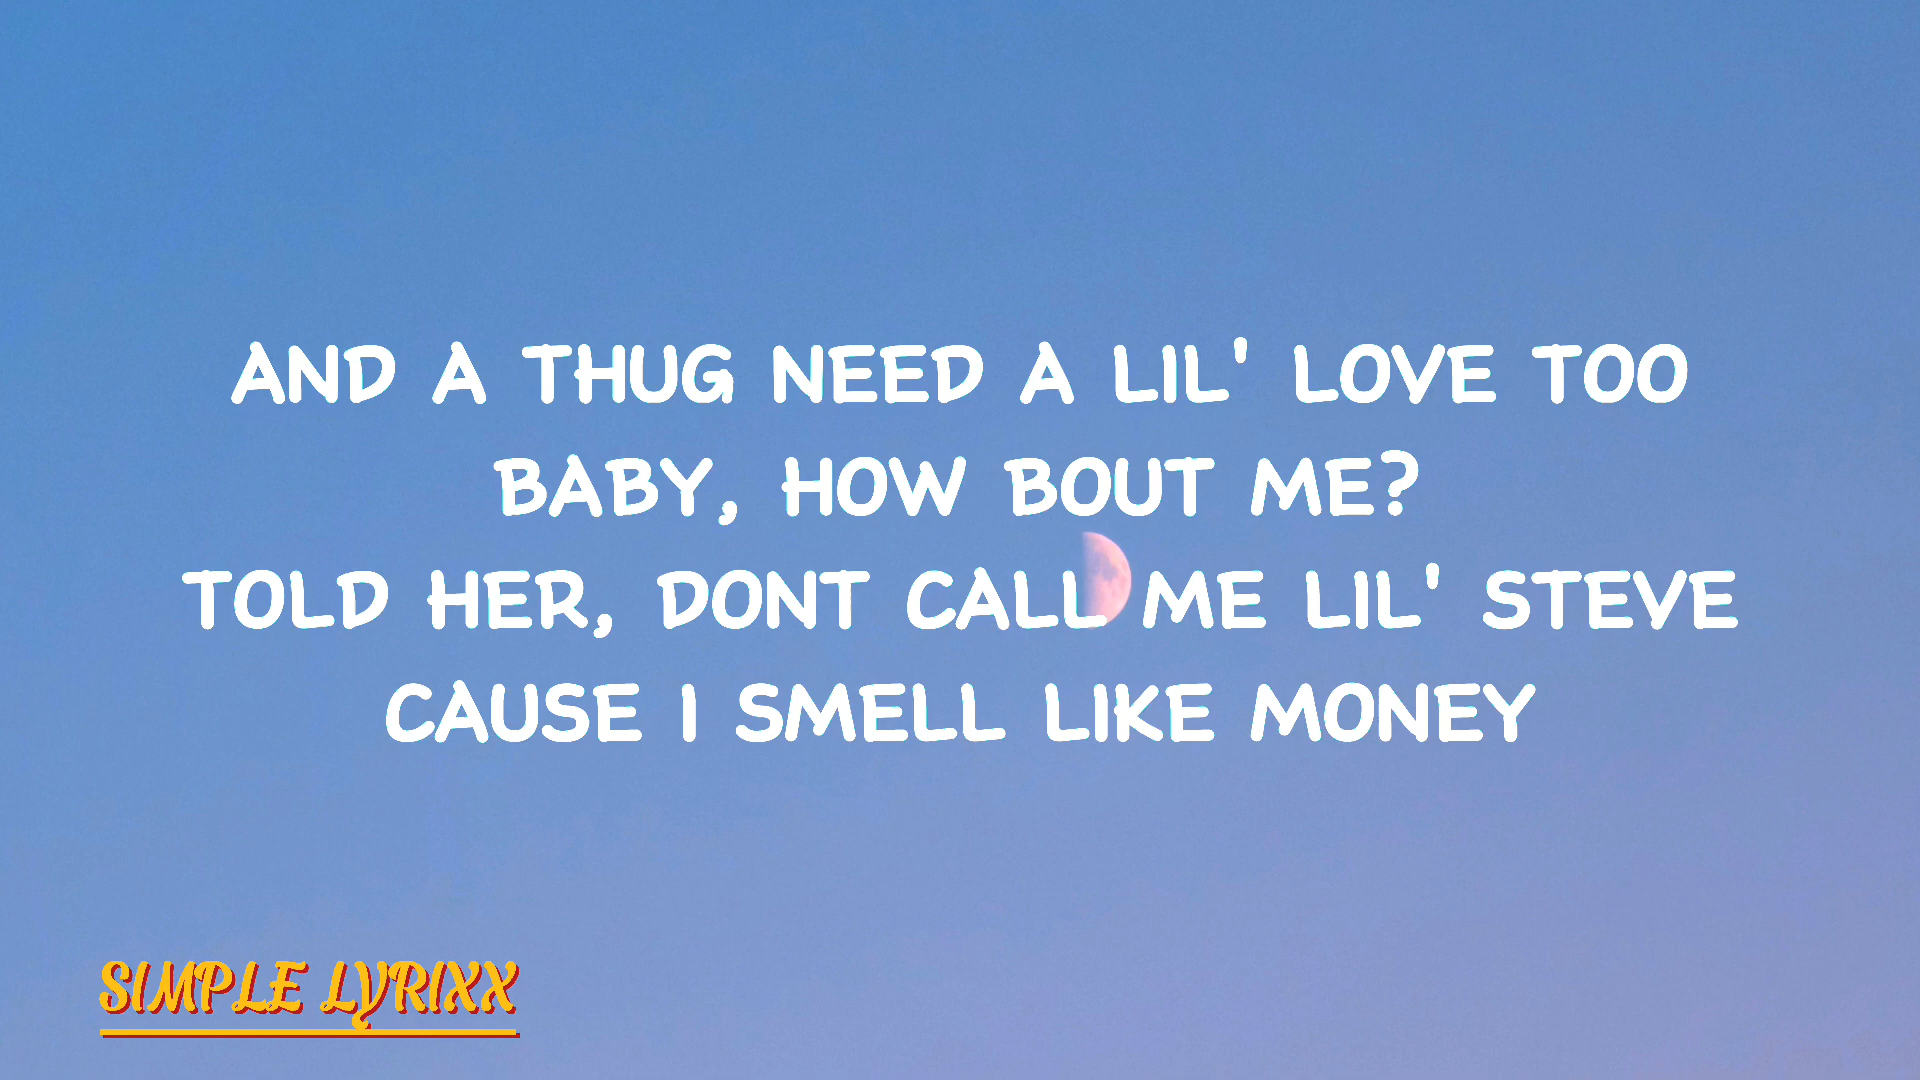 AND A THUG NEED A LIL' LOVE TOO
BABY, HOW BOUT ME?
TOLD HER, DONT CALL ME LIL' STEVE
CAUSE I SMELL LIKE MONEY
SIMPLE LYRIXX